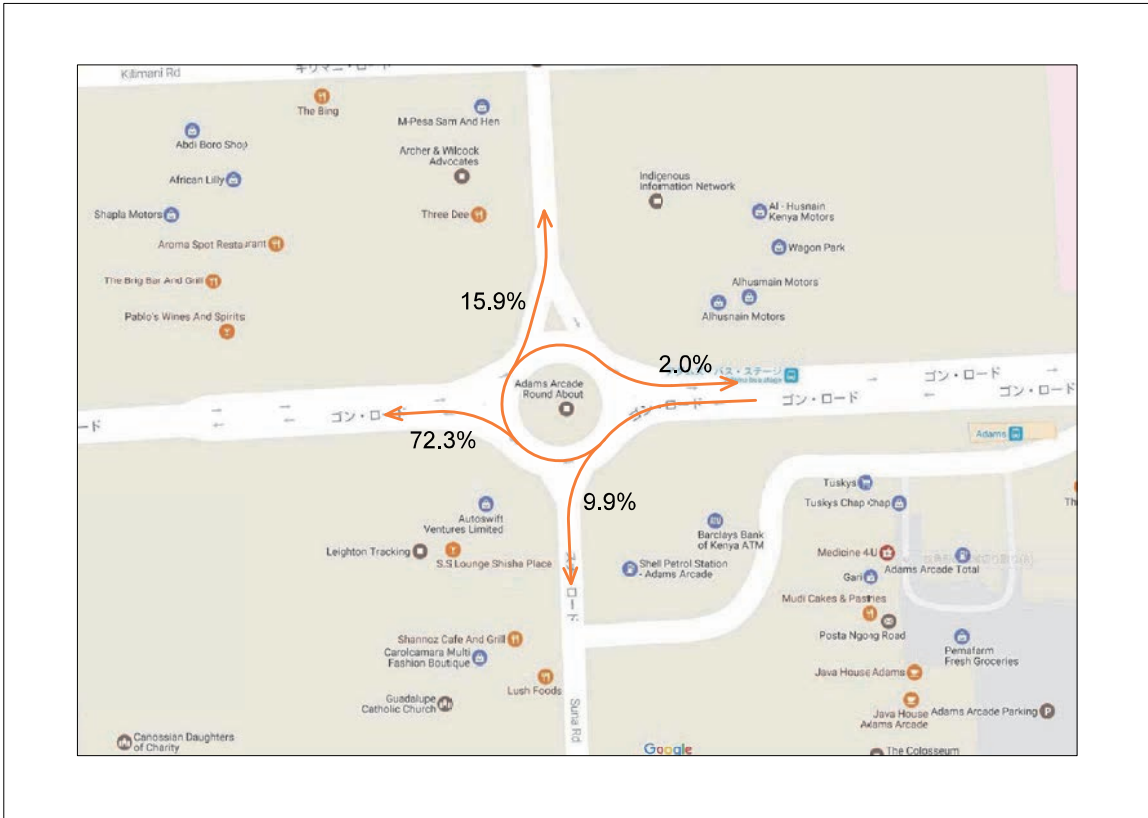 Kilimani Rd
キリマニ・ロード
The Bing
M-Pesa Sam And Hen
Abdi Boro Shop
Archer & Wilcock
Advocates
African Lilly
Indigenous
Information Network
Shapla Motors
Three Dee
Al - Husnain
Kenya Motors
Aroma Spot Restaurant
Wagon Park
The Brig Bar And Grill
Alhusmain Motors
15.9%
Pablo's Wines And Spirits
Alhusnain Motors
2.0%
バス・ステージ
ゴン・ロード
Adams Arcade
Round About
ゴン・ロード
ゴン・ロード
ゴン・ロード
ード
72.3%
Adams
9.9%
Tuskys
Tuskys Chap Chap
Autoswift
Ventures Limited
Barclays Bank
of Kenya ATM
Leighton Tracking
S.S Lounge Shisha Place
Medicine 4U
Adams Arcade Total
Shell Petrol Station
- Adams Arcade
Gari
Th
ロード
Mudi Cakes & Pastries
Posta Ngong Road
Shannoz Cafe And Grill
Carolcamara Multi
Fashion Boutique
Pemafarm
Fresh Groceries
Java House Adams
Lush Foods
Guadalupe
Catholic Church
Suna Rd
Java House
Adams Arcade
Adams Arcade Parking
P
Canossian Daughters
of Charity
Google
The Colosseum